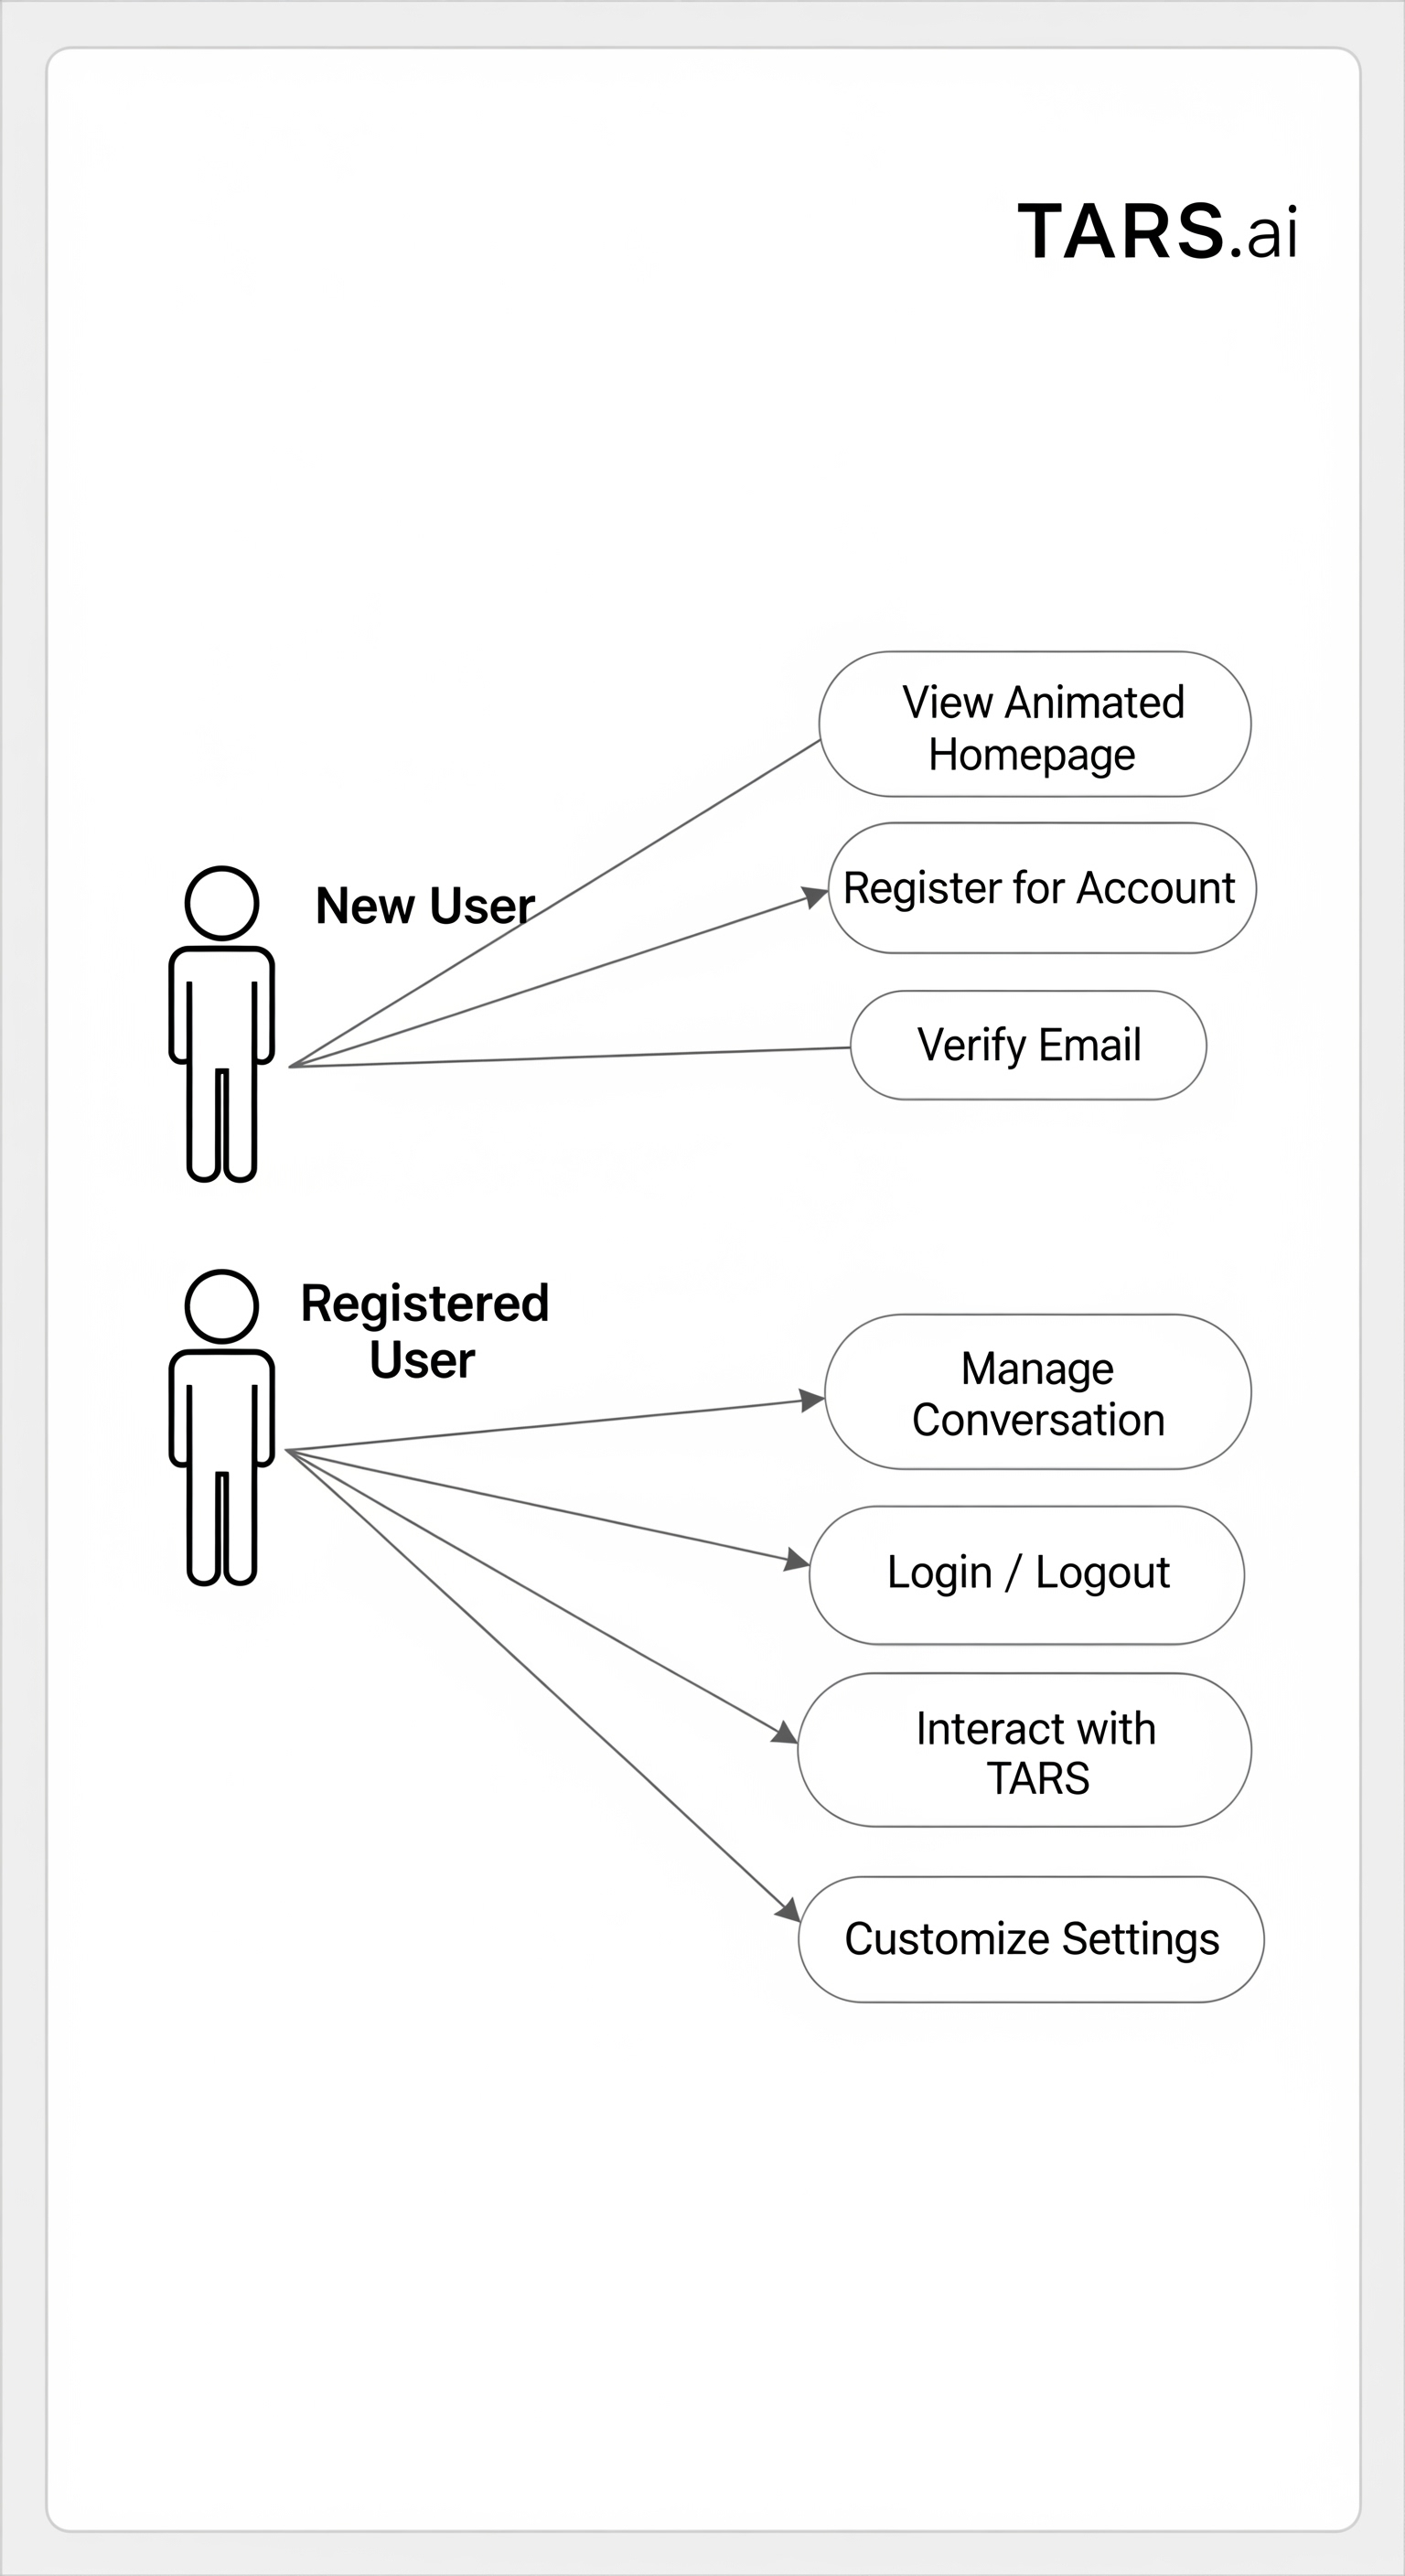 TARS.ai
View Animated
Homepage
New User
Register for Account
Verify Email
Registered
User
Manage
Conversation
Login / Logout
Interact with
TARS
Customize Settings